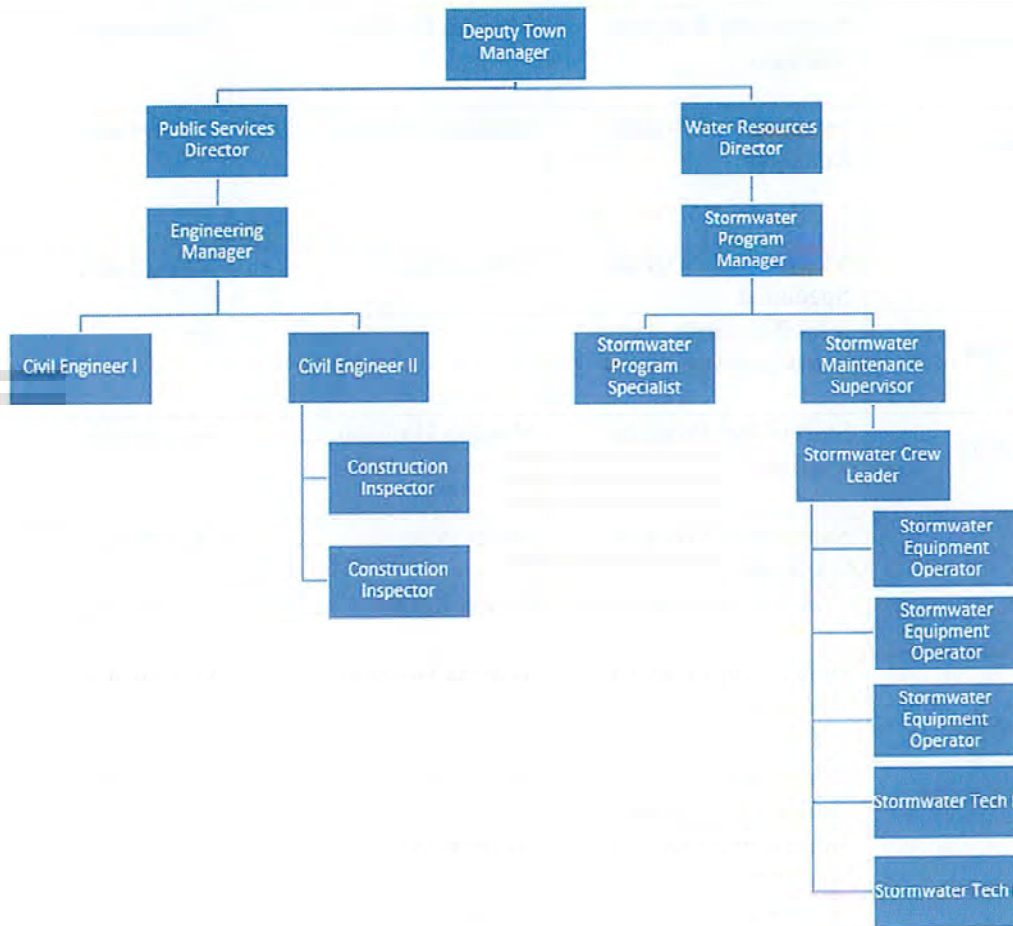 Deputy Town
Manager
Public Services
Director
Water Resources
Director
Engineering
Manager
Stormwater
Program
Manager
Civil Engineer I
Civil Engineer II
Stormwater
Program
Specialist
Stormwater
Maintenance
Supervisor
Construction
Inspector
Stormwater Crew
Leader
Construction
Inspector
Stormwater
Equipment
Operator
Stormwater
Equipment
Operator
Stormwater
Equipment
Operator
Stormwater Tech
Stormwater Tech